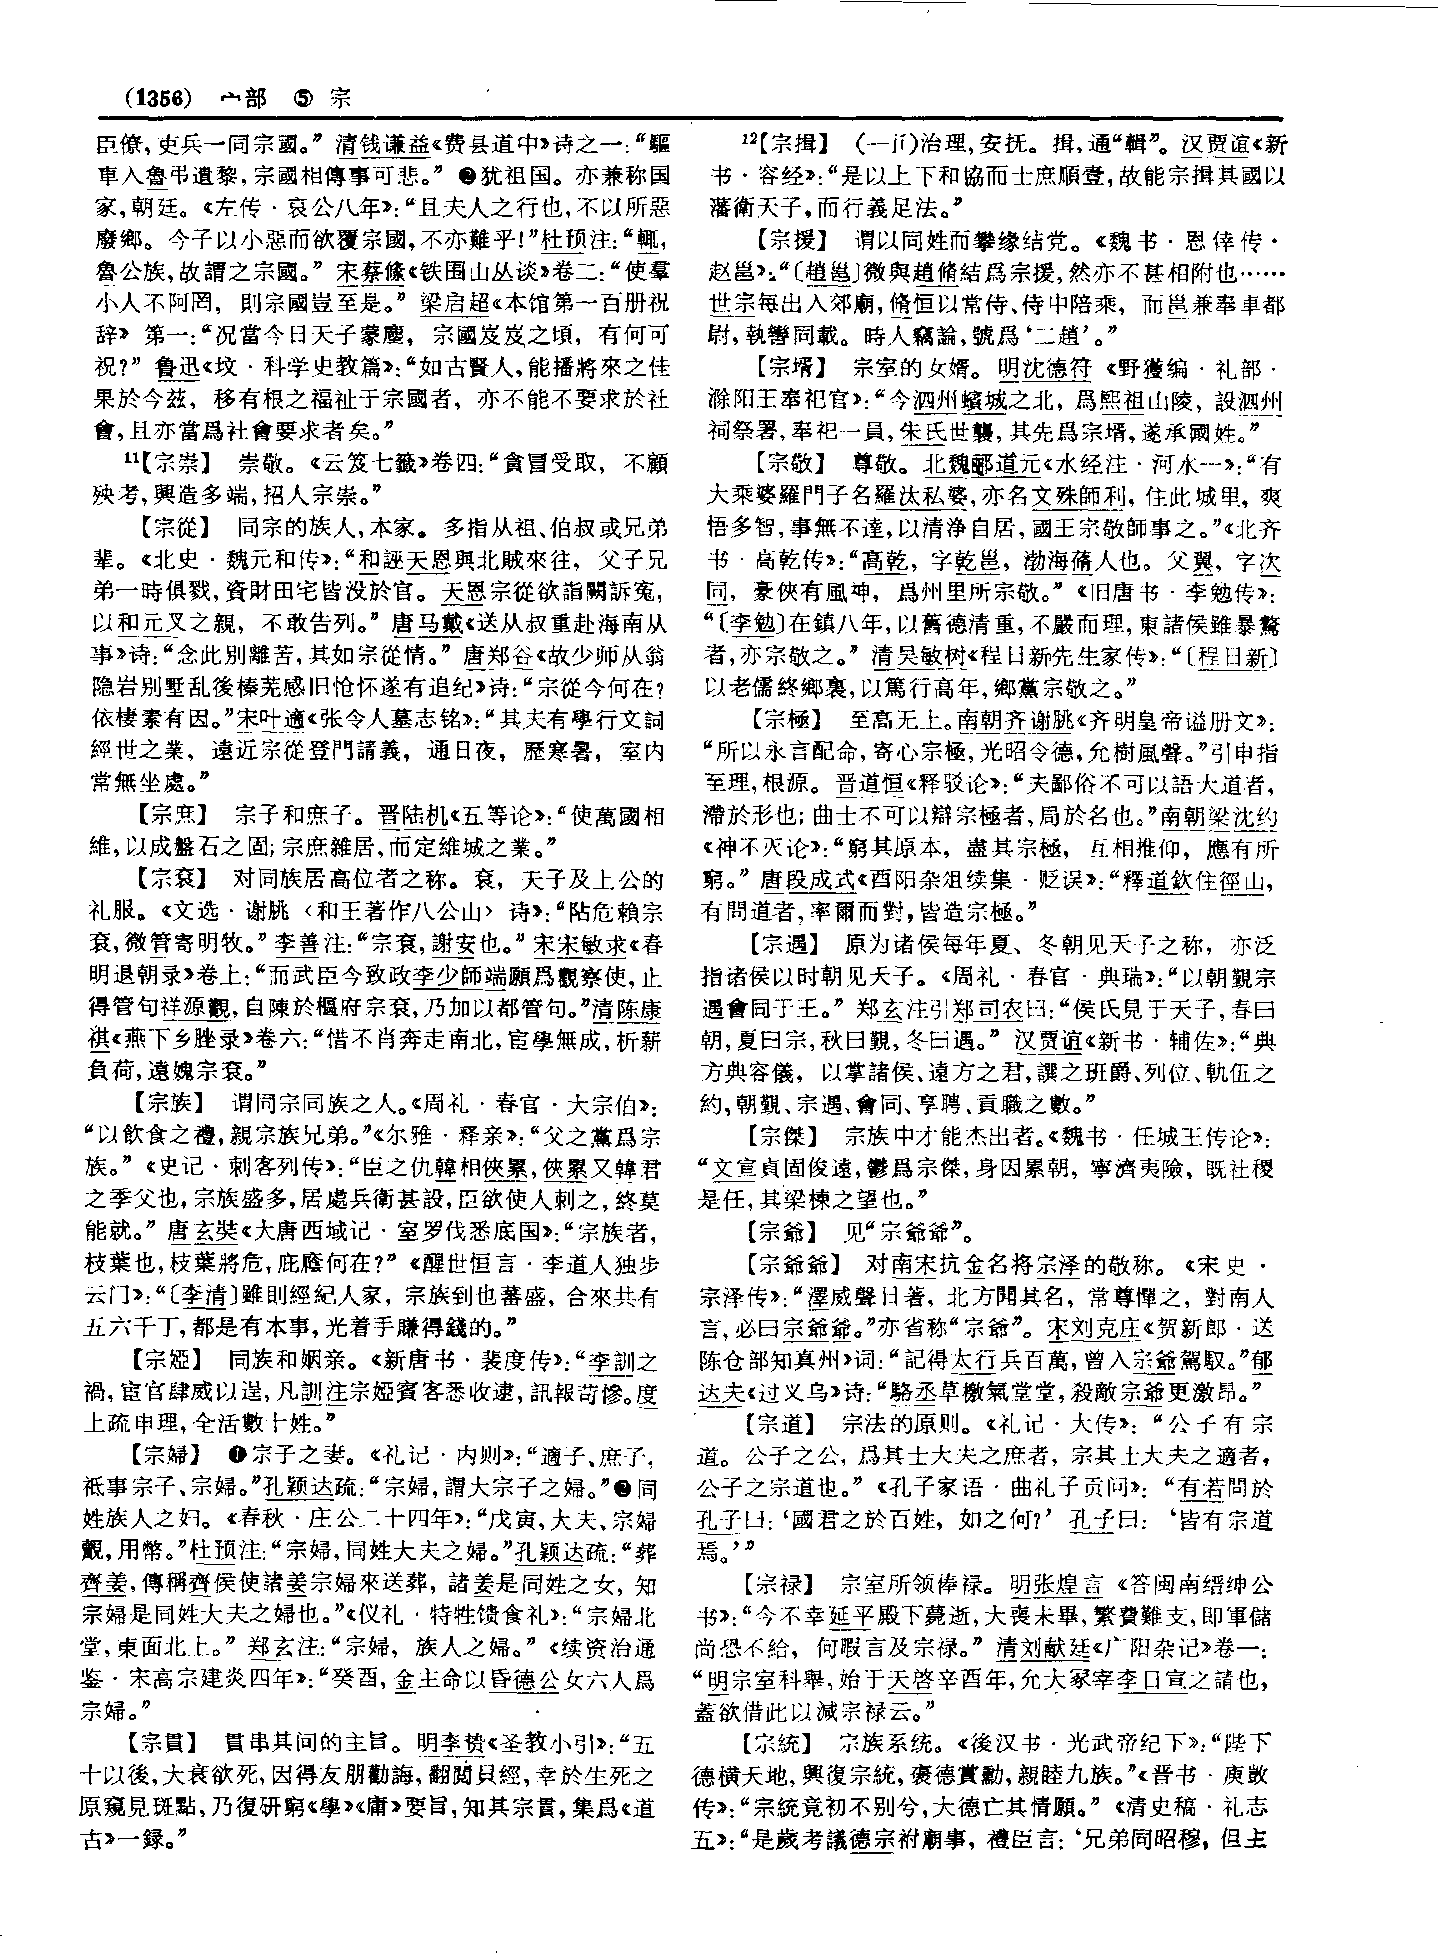 (1356) 宀部 ⑤ 宗
臣僚,吏兵一同宗國。”清钱谦益《费县道中》诗之一:“驅
車入魯弔遺黎,宗國相傳事可悲。”❷犹祖国。亦兼称国
家,朝廷。《左传·哀公八年》:“且夫人之行也,不以所惡
廢鄉。今子以小惡而欲覆宗國,不亦難乎!”杜预注:“輒,
魯公族,故謂之宗國。”宋蔡絛《铁围山丛谈》卷二:“使羣
小人不阿罔,則宗國豈至是。”梁启超《本馆第一百册祝
辞》第一:“况當今日天子蒙塵,宗國岌岌之頃,有何可
祝?”鲁迅《坟·科学史教篇》:“如古賢人,能播將來之佳
果於今兹,移有根之福祉于宗國者,亦不能不要求於社
會,且亦當爲社會要求者矣。”
11【宗崇】 崇敬。《云笈七籤》卷四:“貪冒受取,不顧
殃考,興造多端,招人宗崇。”
【宗從】 同宗的族人,本家。多指从祖、伯叔或兄弟
辈。《北史·魏元和传》:“和誣天恩與北賊來往,父子兄
弟一時俱戮,資財田宅皆没於官。天恩宗從欲詣闕訴寃,
以和元叉之親,不敢告列。”唐马戴《送从叔重赴海南从
事》诗:“念此别離苦,其如宗從情。”唐郑谷《故少师从翁
隐岩别墅乱後榛芜感旧怆怀遂有追纪》诗:“宗從今何在?
依棲素有因。”宋叶適《张令人墓志铭》:“其夫有學行文詞
經世之業,遠近宗從登門請義,通日夜,歷寒暑,室内
常無坐處。”
【宗庶】 宗子和庶子。晋陆机《五等论》:“使萬國相
維,以成盤石之固;宗庶雜居,而定維城之業。”
【宗衮】 对同族居高位者之称。衮,天子及上公的
礼服。《文选·谢朓〈和王著作八公山〉诗》:“阽危賴宗
衮,微管寄明牧。”李善注:“宗衮,謝安也。”宋宋敏求《春
明退朝录》卷上:“而武臣今致政李少師端願爲觀察使,止
得管句祥源觀,自陳於樞府宗衮,乃加以都管句。”清陈康
祺《燕下乡脞录》卷六:“惜不肖奔走南北,宦學無成,析薪
負荷,遠媿宗衮。”
【宗族】 谓同宗同族之人。《周礼·春官·大宗伯》:
“以飲食之禮,親宗族兄弟。”《尔雅·释亲》:“父之黨爲宗
族。”《史记·刺客列传》:“臣之仇韓相俠累,俠累又韓君
之季父也,宗族盛多,居處兵衛甚設,臣欲使人刺之,終莫
能就。”唐玄奘《大唐西域记·室罗伐悉底国》:“宗族者,
枝葉也,枝葉將危,庇廕何在?”《醒世恒言·李道人独步
云门》:“〔李清〕雖則經紀人家,宗族到也蕃盛,合來共有
五六千丁,都是有本事,光着手賺得錢的。”
【宗婭】 同族和姻亲。《新唐书·裴度传》:“李訓之
禍,宦官肆威以逞,凡訓注宗婭賓客悉收逮,訊報苛慘。度
上疏申理,全活數十姓。”
【宗婦】 ❶宗子之妻。《礼记·内则》:“適子、庶子,
祗事宗子、宗婦。”孔颖达疏:“宗婦,謂大宗子之婦。”❷同
姓族人之妇。《春秋·庄公二十四年》:“戊寅,大夫、宗婦
覿,用幣。”杜预注:“宗婦,同姓大夫之婦。”孔颖达疏:“葬
齊姜,傳稱齊侯使諸姜宗婦來送葬,諸姜是同姓之女,知
宗婦是同姓大夫之婦也。”《仪礼·特牲馈食礼》:“宗婦北
堂,東面北上。”郑玄注:“宗婦,族人之婦。”《续资治通
鉴·宋高宗建炎四年》:“癸酉,金主命以昏德公女六人爲
宗婦。”
【宗貫】 貫串其间的主旨。明李贽《圣教小引》:“五
十以後,大衰欲死,因得友朋勸誨,翻閲貝經,幸於生死之
原窺見斑點,乃復研窮《學》《庸》要旨,知其宗貫,集爲《道
古》一録。”
12【宗揖】 (一jí)治理,安抚。揖,通“輯”。汉贾谊《新
书·容经》:“是以上下和協而士庶順壹,故能宗揖其國以
藩衛天子,而行義足法。”
【宗援】 谓以同姓而攀缘结党。《魏书·恩倖传·
赵邕》:“〔趙邕〕微與趙脩結爲宗援,然亦不甚相附也……
世宗每出入郊廟,脩恒以常侍、侍中陪乘,而邕兼奉車都
尉,執轡同載。時人竊論,號爲‘二趙’。”
【宗壻】 宗室的女婿。明沈德符《野獲编·礼部·
滁阳王奉祀官》:“今泗州蠙城之北,爲熙祖山陵,設泗州
祠祭署,奉祀一員,朱氏世襲,其先爲宗壻,遂承國姓。”
【宗敬】 尊敬。北魏郦道元《水经注·河水一》:“有
大乘婆羅門子名羅汰私婆,亦名文殊師利,住此城里,爽
悟多智,事無不達,以清浄自居,國王宗敬師事之。”《北齐
书·高乾传》:“高乾,字乾邕,渤海蓨人也。父翼,字次
同,豪俠有風神,爲州里所宗敬。”《旧唐书·李勉传》:
“〔李勉〕在鎮八年,以舊德清重,不嚴而理,東諸侯雖暴驁
者,亦宗敬之。”清吴敏树《程日新先生家传》:“〔程日新〕
以老儒終鄉裏,以篤行高年,鄉黨宗敬之。”
【宗極】 至高无上。南朝齐谢朓《齐明皇帝谥册文》:
“所以永言配命,寄心宗極,光昭令德,允樹風聲。”引申指
至理,根源。晋道恒《释驳论》:“夫鄙俗不可以語大道者,
滯於形也;曲士不可以辯宗極者,局於名也。”南朝梁沈约
《神不灭论》:“窮其原本,盡其宗極,互相推仰,應有所
窮。”唐段成式《酉阳杂俎续集·贬误》:“釋道欽住徑山,
有問道者,率爾而對,皆造宗極。”
【宗遇】 原为诸侯每年夏、冬朝见天子之称,亦泛
指诸侯以时朝见天子。《周礼·春官·典瑞》:“以朝覲宗
遇會同于王。”郑玄注引郑司农曰:“侯氏見于天子,春曰
朝,夏曰宗,秋曰覲,冬曰遇。”汉贾谊《新书·辅佐》:“典
方典容儀,以掌諸侯、遠方之君,譔之班爵、列位、軌伍之
約,朝覲、宗遇、會同、享聘、貢職之數。”
【宗傑】 宗族中才能杰出者。《魏书·任城王传论》:
“文宣貞固俊遠,鬱爲宗傑,身因累朝,寧濟夷險,既社稷
是任,其梁棟之望也。”
【宗爺】 见“宗爺爺”。
【宗爺爺】 对南宋抗金名将宗泽的敬称。《宋史·
宗泽传》:“澤威聲日著,北方聞其名,常尊憚之,對南人
言,必曰宗爺爺。”亦省称“宗爺”。宋刘克庄《贺新郎·送
陈仓部知真州》词:“記得太行兵百萬,曾入宗爺駕馭。”郁
达夫《过义乌》诗:“駱丞草檄氣堂堂,殺敵宗爺更激昂。”
【宗道】 宗法的原则。《礼记·大传》:“公子有宗
道。公子之公,爲其士大夫之庶者,宗其士大夫之適者,
公子之宗道也。”《孔子家语·曲礼子贡问》:“有若問於
孔子曰:‘國君之於百姓,如之何?’孔子曰:‘皆有宗道
焉。’”
【宗禄】 宗室所领俸禄。明张煌言《答闽南缙绅公
书》:“今不幸延平殿下薨逝,大喪未畢,繁費難支,即軍儲
尚恐不給,何暇言及宗禄。”清刘献廷《广阳杂记》卷一:
“明宗室科舉,始于天啓辛酉年,允大冢宰李日宣之請也,
蓋欲借此以減宗禄云。”
【宗統】 宗族系统。《後汉书·光武帝纪下》:“陛下
德横天地,興復宗統,褒德賞勳,親睦九族。”《晋书·庾敳
传》:“宗統竟初不别兮,大德亡其情願。”《清史稿·礼志
五》:“是歲考議德宗祔廟事,禮臣言:‘兄弟同昭穆,但主